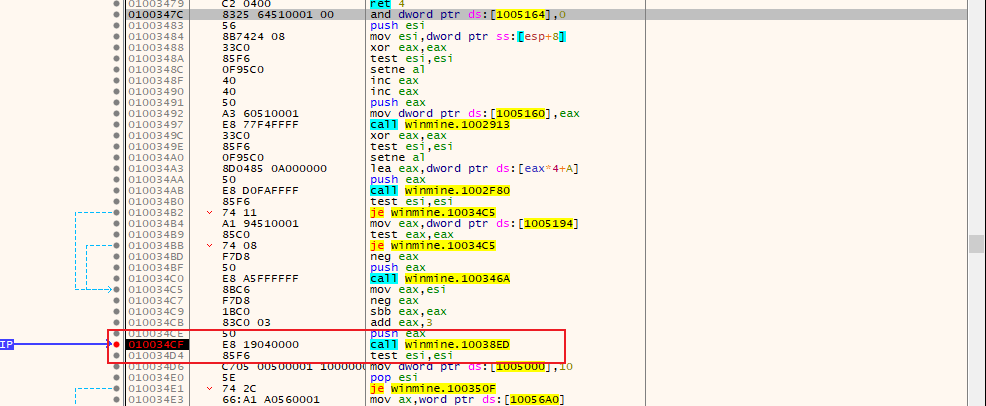 01003479 C2 0400 ret 4
0100347C 8325 64510001 00 and dword ptr ds:[1005164],0
01003483 56 push esi
01003484 8B7424 08 mov esi,dword ptr ss:[esp+8]
01003488 33C0 xor eax,eax
0100348A 85F6 test esi,esi
0100348C 0F95C0 setne al
0100348F 40 inc eax
01003490 40 inc eax
01003491 50 push eax
01003492 A3 60510001 mov dword ptr ds:[1005160],eax
01003497 E8 77F4FFFF call winmine.1002913
0100349C 33C0 xor eax,eax
0100349E 85F6 test esi,esi
010034A0 0F95C0 setne al
010034A3 8D0485 0A000000 lea eax,dword ptr ds:[eax*4+A]
010034AA 50 push eax
010034AB E8 D0FAFFFF call winmine.1002F80
010034B0 85F6 test esi,esi
010034B2 74 11 je winmine.10034C5
010034B4 A1 94510001 mov eax,dword ptr ds:[1005194]
010034B9 85C0 test eax,eax
010034BB 74 08 je winmine.10034C5
010034BD F7D8 neg eax
010034BF 50 push eax
010034C0 E8 A5FFFFFF call winmine.100346A
010034C5 8BC6 mov eax,esi
010034C7 F7D8 neg eax
010034C9 1BC0 sbb eax,eax
010034CB 83C0 03 add eax,3
010034CE 50 push eax
IP 010034CF E8 19040000 call winmine.10038ED
010034D4 85F6 test esi,esi
010034D6 C705 00500001 1000000 mov dword ptr ds:[1005000],10
010034E0 5E pop esi
010034E1 74 2C je winmine.100350F
010034E3 66:A1 A0560001 mov ax,word ptr ds:[10056A0]